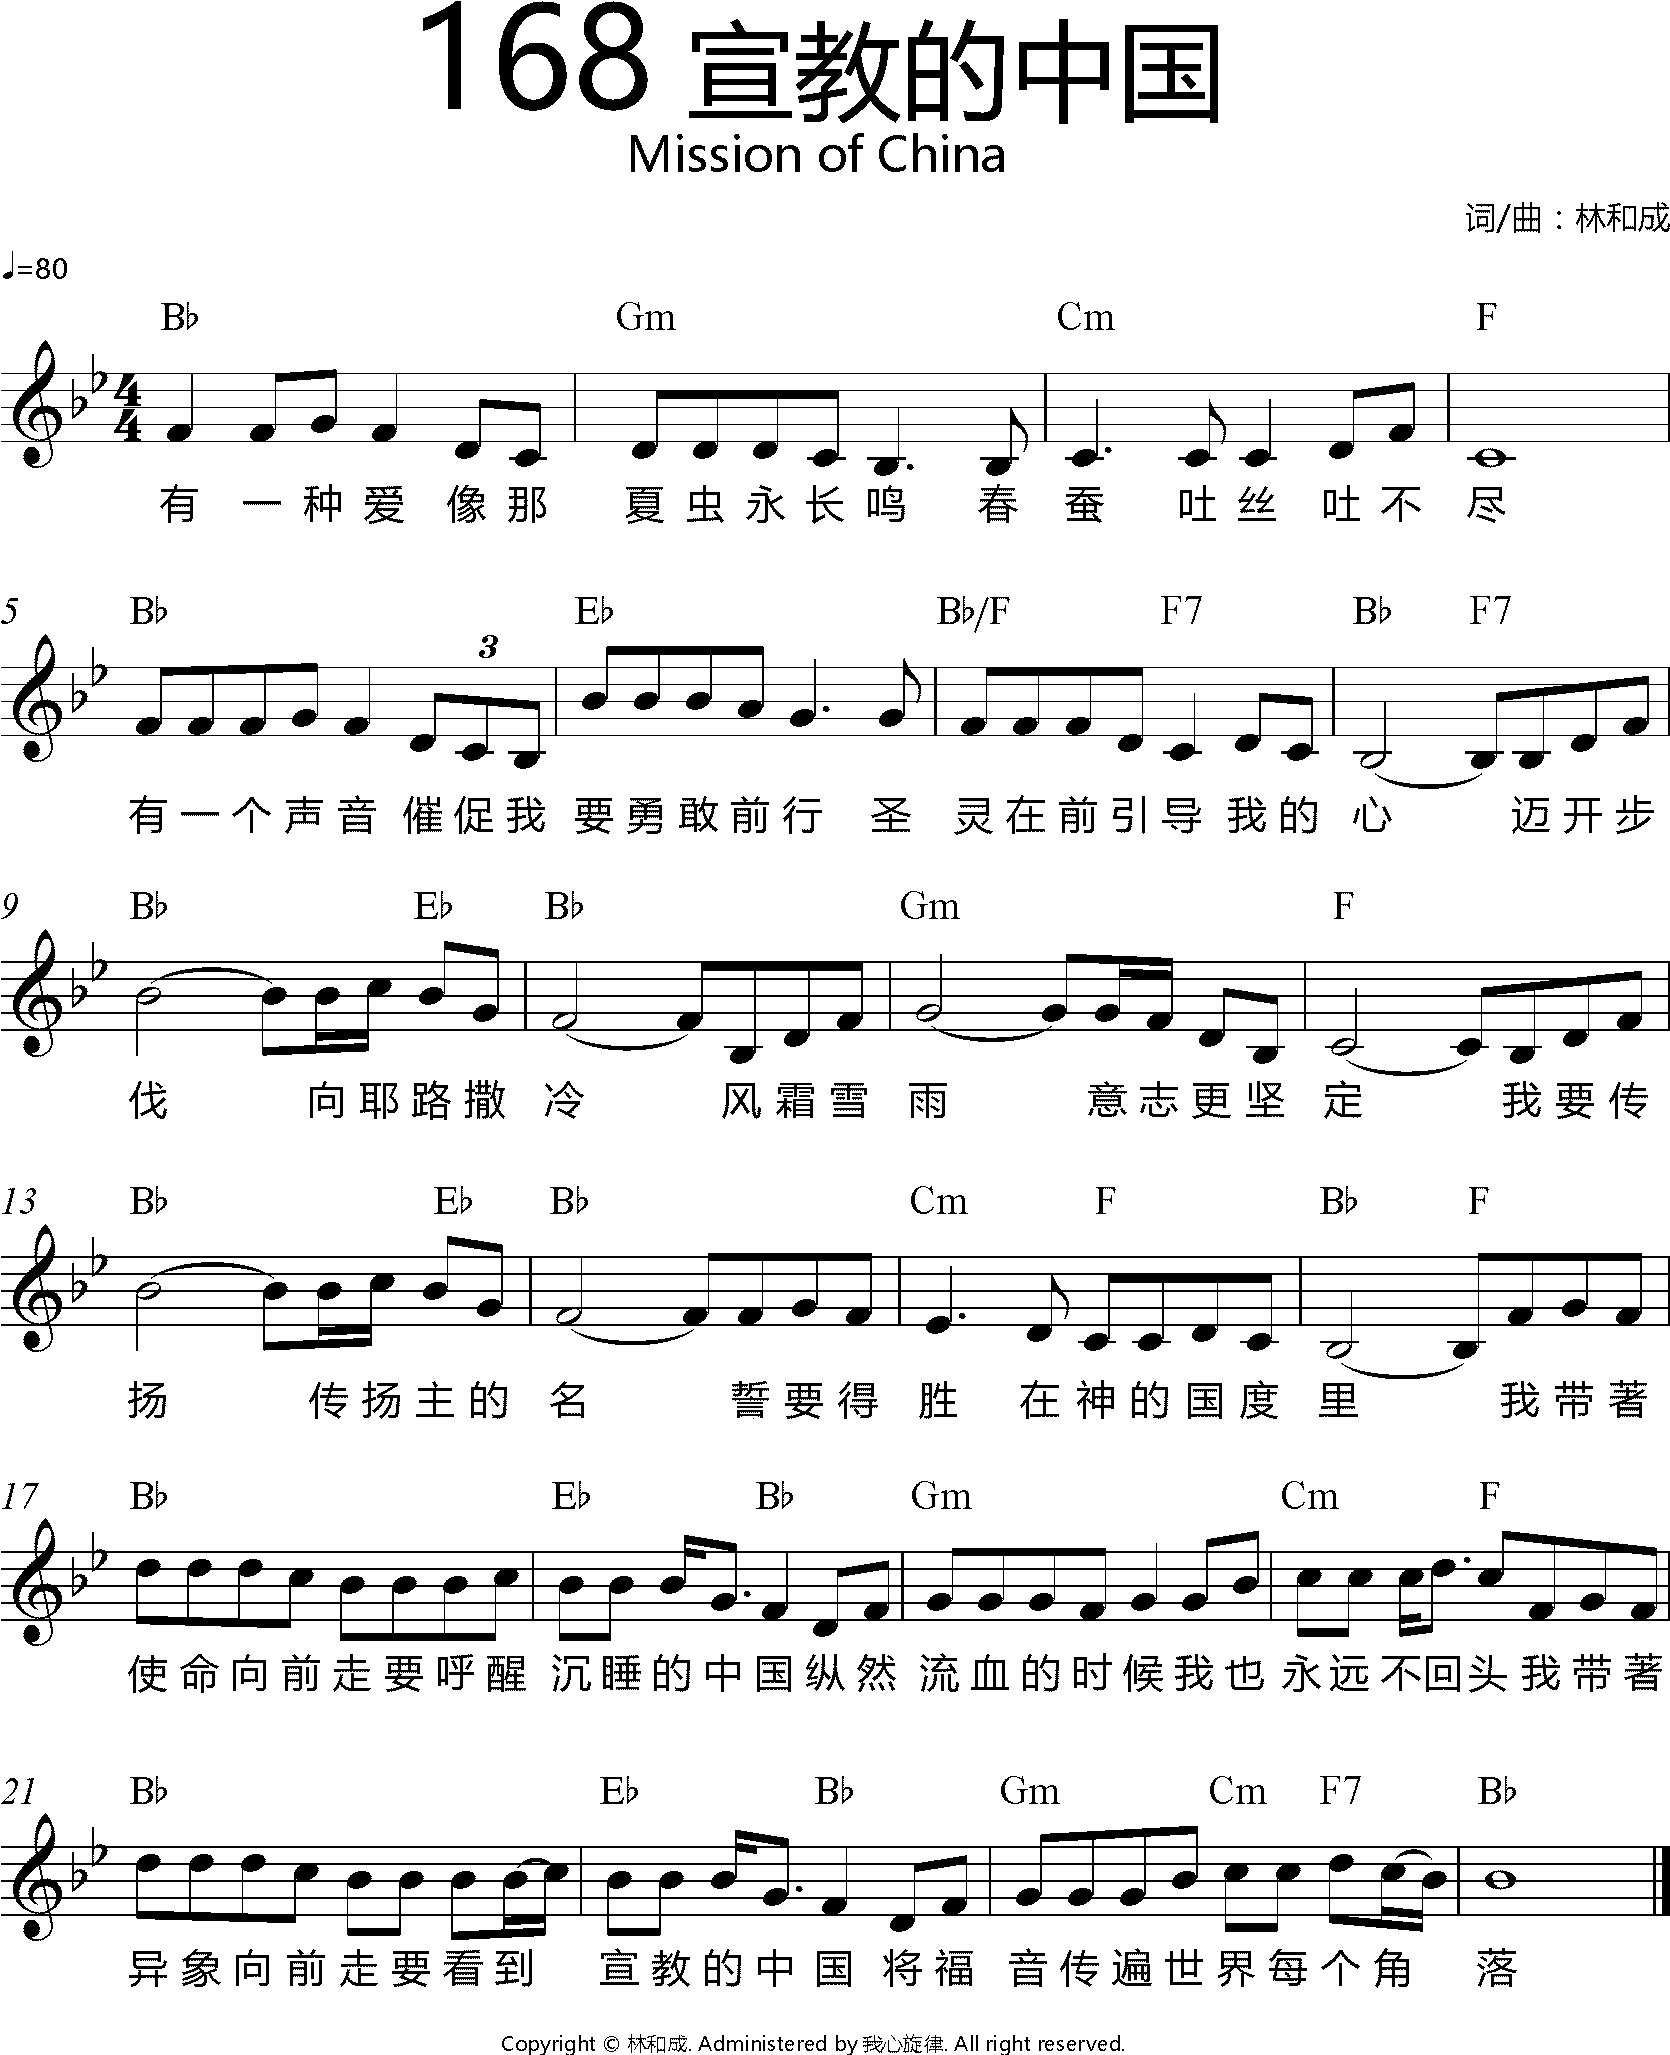 168 宣教的中国
Mission of China
词/曲：林和成
♩=80
B♭ Gm Cm F
4/4
有 一 种 爱 像 那 夏 虫 永 长 鸣 春 蚕 吐 丝 吐 不 尽
5 B♭ E♭ B♭/F F7 B♭ F7
3
有 一 个 声 音 催 促 我 要 勇 敢 前 行 圣 灵 在 前 引 导 我 的 心 迈 开 步
9 B♭ E♭ B♭ Gm F
伐 向 耶 路 撒 冷 风 霜 雪 雨 意 志 更 坚 定 我 要 传
13 B♭ E♭ B♭ Cm F B♭ F
扬 传 扬 主 的 名 誓 要 得 胜 在 神 的 国 度 里 我 带 著
17 B♭ E♭ B♭ Gm Cm F
使 命 向 前 走 要 呼 醒 沉 睡 的 中 国 纵 然 流 血 的 时 候 我 也 永 远 不 回 头 我 带 著
21 B♭ E♭ B♭ Gm Cm F7 B♭
异 象 向 前 走 要 看 到 宣 教 的 中 国 将 福 音 传 遍 世 界 每 个 角 落
Copyright © 林和成. Administered by 我心旋律. All right reserved.